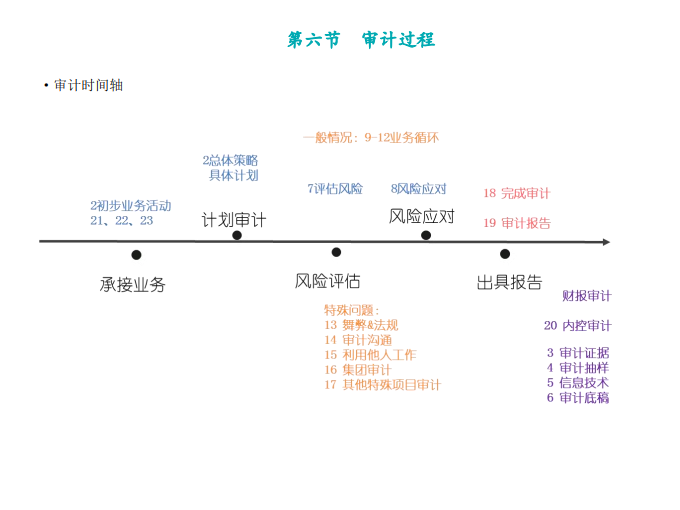 第六节 审计过程
• 审计时间轴
一般情况: 9-12业务循环
2总体策略
具体计划
7评估风险
8风险应对
18 完成审计
2初步业务活动
21、22、23
计划审计
风险应对
19 审计报告
承接业务
风险评估
出具报告
财报审计
特殊问题:
13 舞弊&法规
14 审计沟通
15 利用他人工作
16 集团审计
17 其他特殊项目审计
20 内控审计
3 审计证据
4 审计抽样
5 信息技术
6 审计底稿